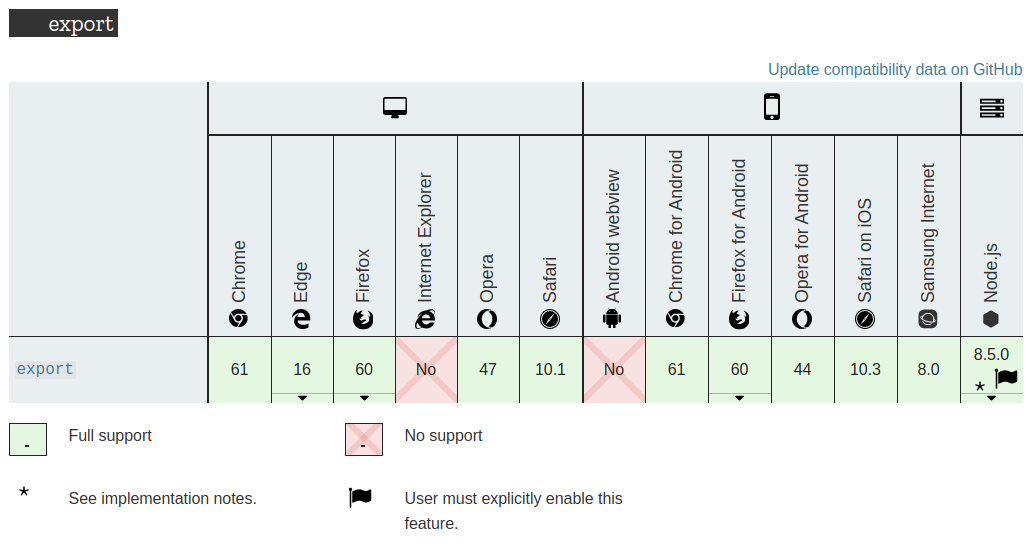 export
Update compatibility data on GitHub
Chrome
Edge
Firefox
Internet Explorer
Opera
Safari
Android webview
Chrome for Android
Firefox for Android
Opera for Android
Safari on iOS
Samsung Internet
Node.js
export 61 16 60 No 47 10.1 No 61 60 44 10.3 8.0 8.5.0
*
- Full support - No support
* See implementation notes. User must explicitly enable this
feature.